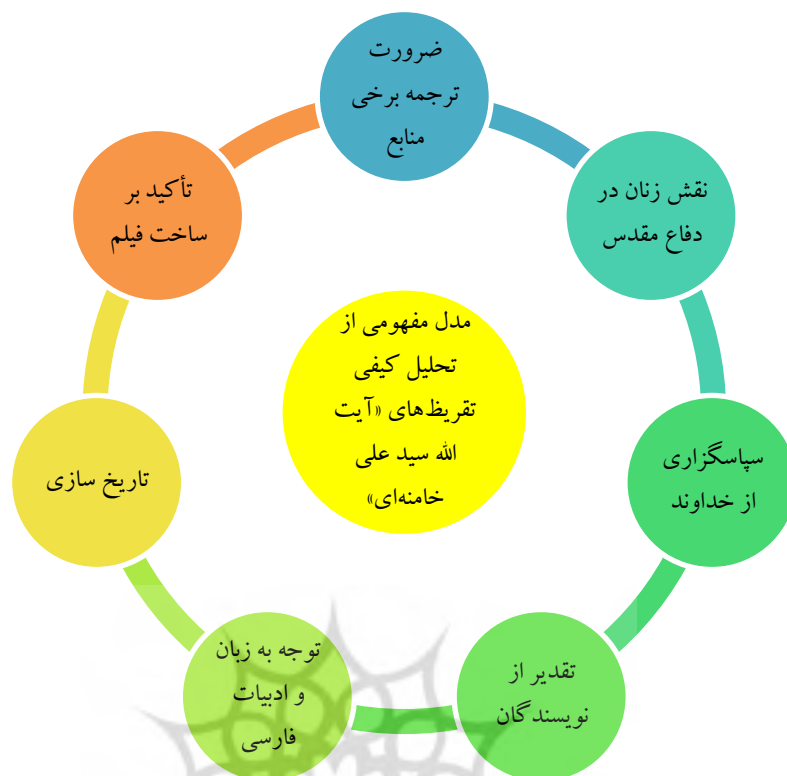 ضرورت
ترجمه برخی
منابع
نقش زنان در
دفاع مقدس
سپاسگزاری
از خداوند
تقدیر از
نویسندگان
توجه به زبان
و ادبیات
فارسی
تاریخ سازی
تأکید بر
ساخت فیلم
مدل مفهومی از
تحلیل کیفی
تقریظ‌های «آیت
الله سید علی
خامنه‌ای»